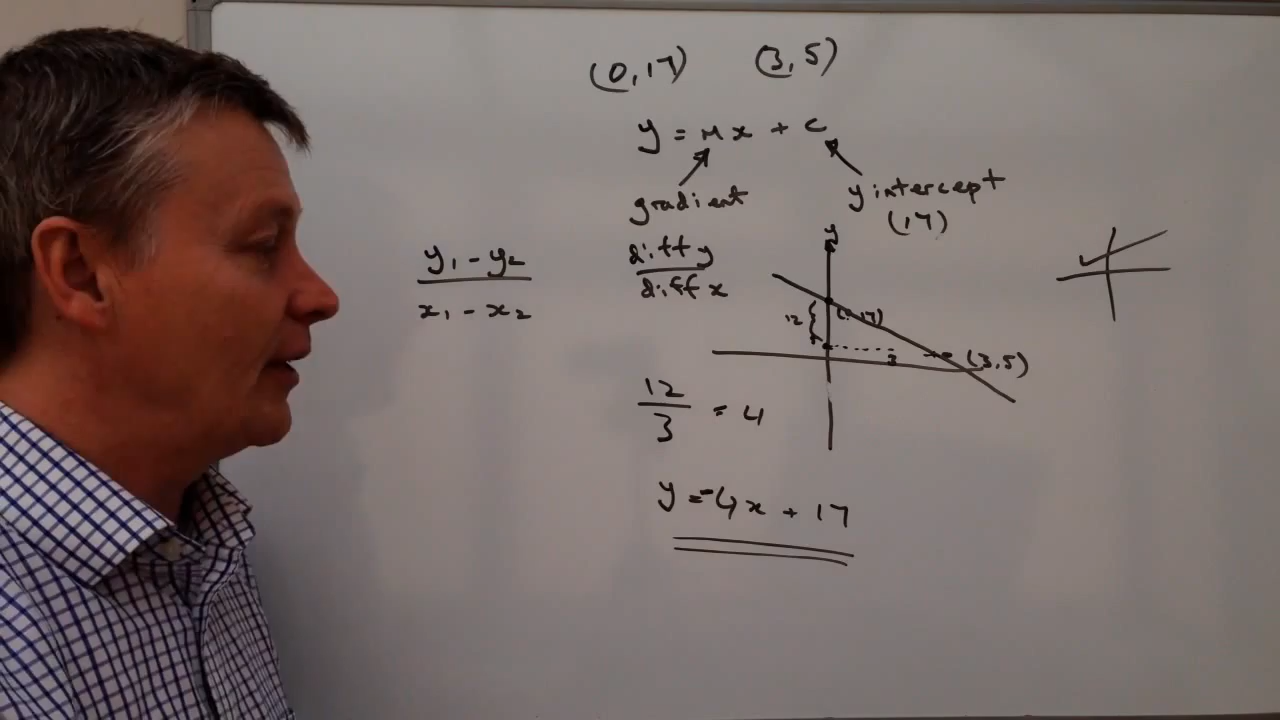 (0,17) (3,5)
y = mx + c
gradient
y intercept
(17)
diff y
diff x
y₁ - y₂
x₁ - x₂
y
12
(0,17)
3
(3,5)
12
3
= 4
y = -4x + 17